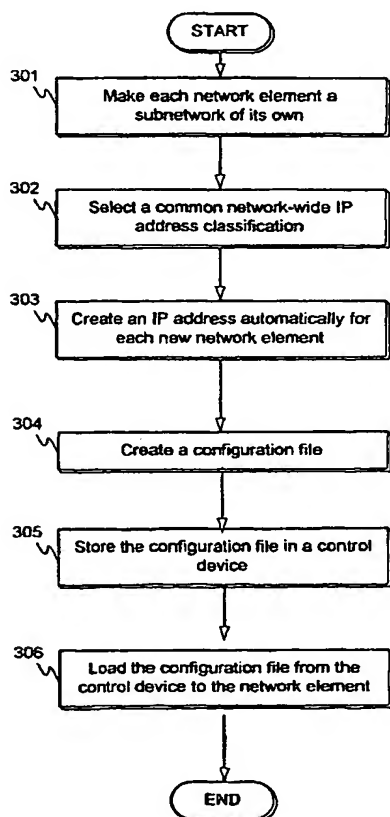 START
301
Make each network element a
subnetwork of its own
302
Select a common network-wide IP
address classification
303
Create an IP address automatically for
each new network element
304
Create a configuration file
305
Store the configuration file in a control
device
306
Load the configuration file from the
control device to the network element
END